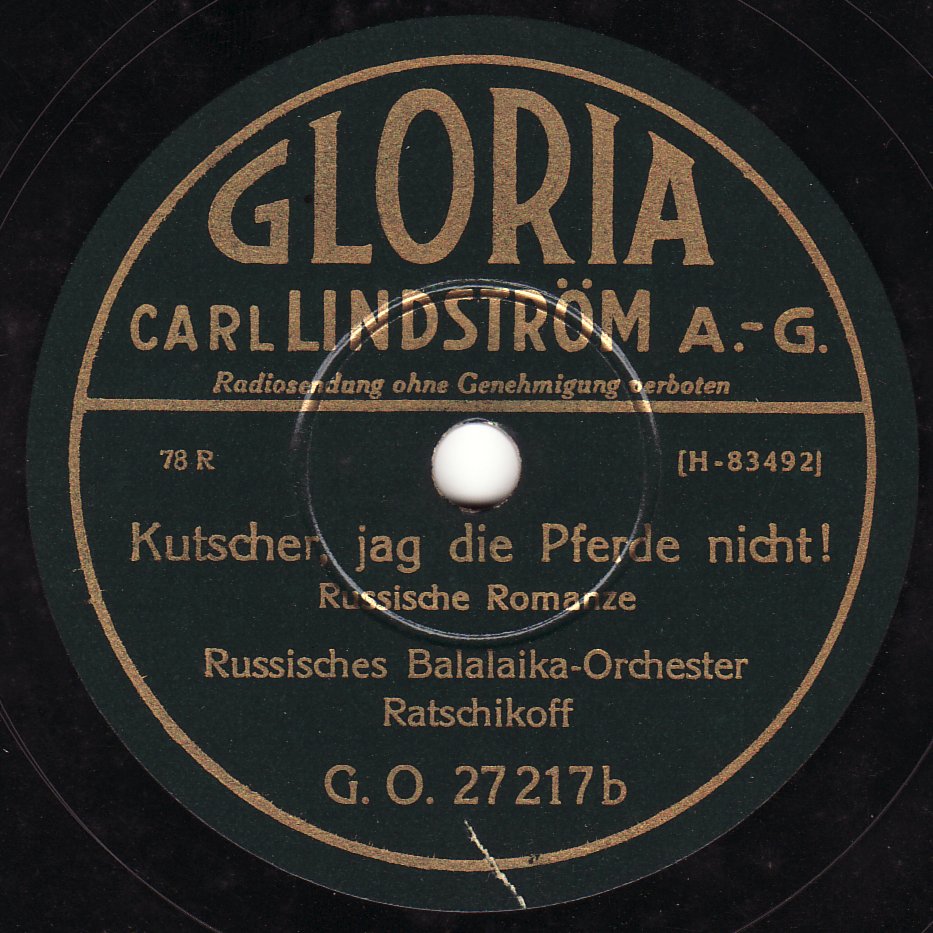 GLORIA
CARL LINDSTRÖM A.-G.
Radiosendung ohne Genehmigung verboten
78 R
[H-83492]
Kutscher, jag die Pferde nicht!
Russische Romanze
Russisches Balalaika-Orchester
Ratschikoff
G. O. 27217b